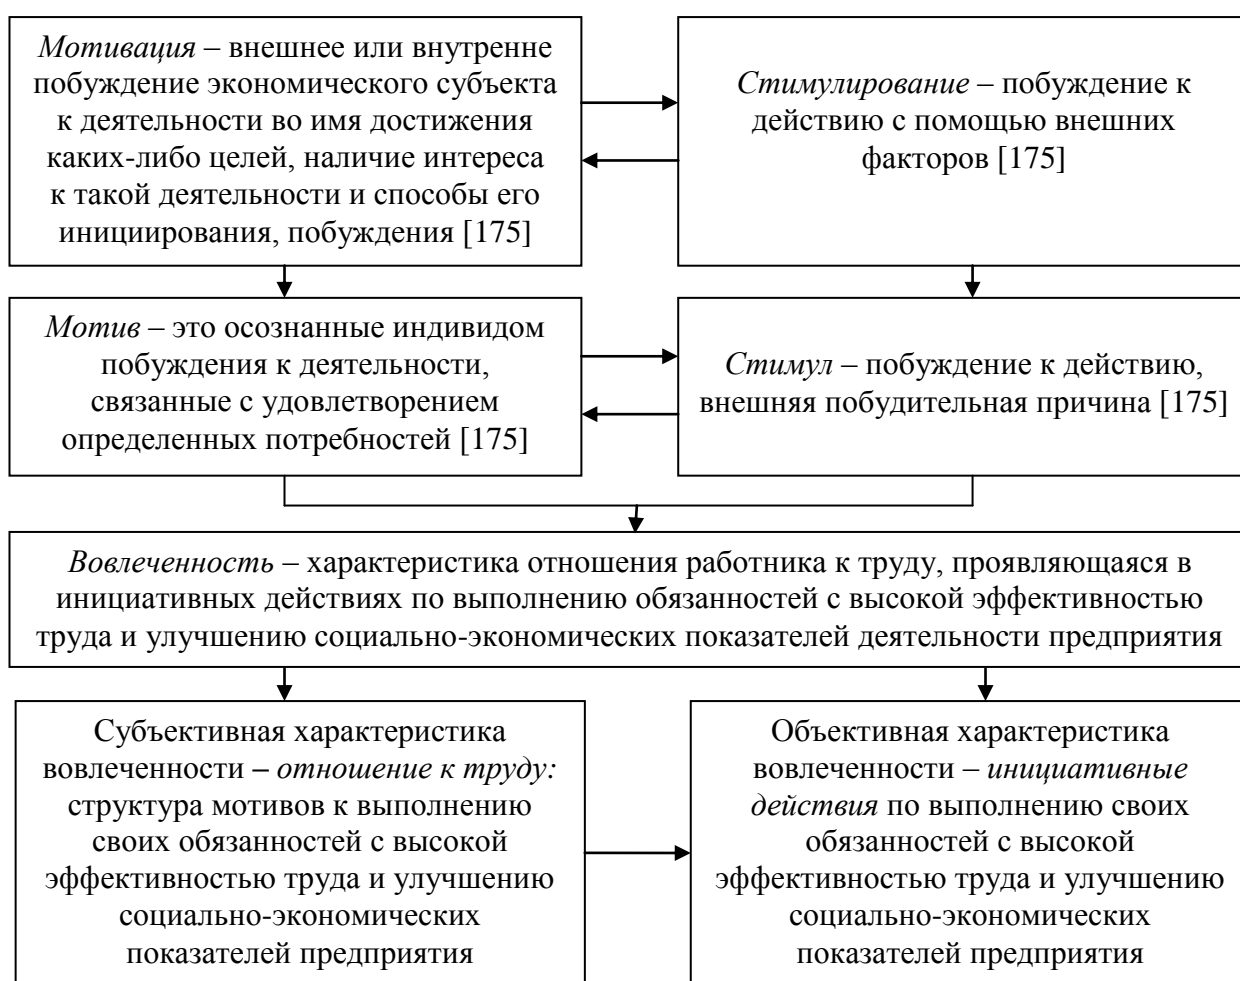 Мотивация – внешнее или внутренне
побуждение экономического субъекта
к деятельности во имя достижения
каких-либо целей, наличие интереса
к такой деятельности и способы его
инициирования, побуждения [175]
Стимулирование – побуждение к
действию с помощью внешних
факторов [175]
Мотив – это осознанные индивидом
побуждения к деятельности,
связанные с удовлетворением
определенных потребностей [175]
Стимул – побуждение к действию,
внешняя побудительная причина [175]
Вовлеченность – характеристика отношения работника к труду, проявляющаяся в
инициативных действиях по выполнению обязанностей с высокой эффективностью
труда и улучшению социально-экономических показателей деятельности предприятия
Субъективная характеристика
вовлеченности – отношение к труду:
структура мотивов к выполнению
своих обязанностей с высокой
эффективностью труда и улучшению
социально-экономических
показателей предприятия
Объективная характеристика
вовлеченности – инициативные
действия по выполнению своих
обязанностей с высокой
эффективностью труда и улучшению
социально-экономических
показателей предприятия